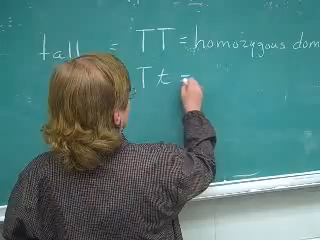 tall = TT = homozygous dom
Tt =